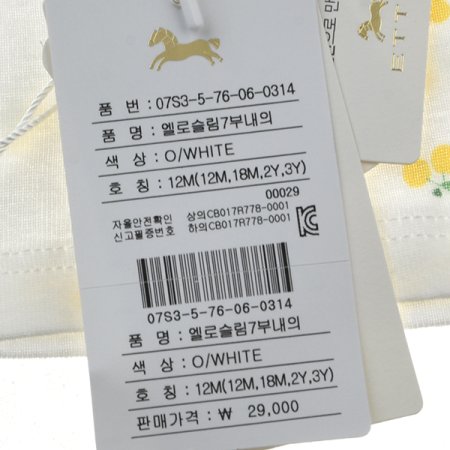 품 번 : 07S3-5-76-06-0314
품 명 : 엘로슬림7부내의
색 상 : O/WHITE
호 칭 : 12M(12M,18M,2Y,3Y)
00029
자율안전확인 상의CB017R778-0001
신고필증번호 하의CB017R778-0001
07S3-5-76-06-0314
품 명 : 엘로슬림7부내의
색 상 : O/WHITE
호 칭 : 12M(12M,18M,2Y,3Y)
판매가격 : ₩ 29,000
ETT